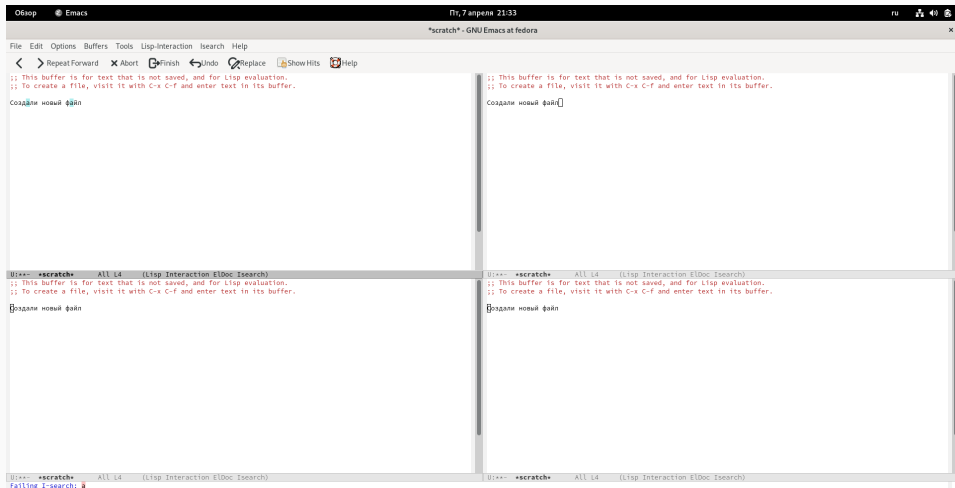 Обзор Emacs Пт, 7 апреля 21:33 ru
*scratch* - GNU Emacs at fedora ×
File Edit Options Buffers Tools Lisp-Interaction Isearch Help
Repeat Forward Abort Finish Undo Replace Show Hits Help
;; This buffer is for text that is not saved, and for Lisp evaluation.
;; To create a file, visit it with C-x C-f and enter text in its buffer.
Создали новый файл
U:**- *scratch* All L4 (Lisp Interaction ElDoc Isearch)
;; This buffer is for text that is not saved, and for Lisp evaluation.
;; To create a file, visit it with C-x C-f and enter text in its buffer.
Создали новый файл
U:**- *scratch* All L4 (Lisp Interaction ElDoc Isearch)
;; This buffer is for text that is not saved, and for Lisp evaluation.
;; To create a file, visit it with C-x C-f and enter text in its buffer.
Создали новый файл
U:**- *scratch* All L4 (Lisp Interaction ElDoc Isearch)
;; This buffer is for text that is not saved, and for Lisp evaluation.
;; To create a file, visit it with C-x C-f and enter text in its buffer.
Создали новый файл
U:**- *scratch* All L4 (Lisp Interaction ElDoc Isearch)
Failing I-search: а